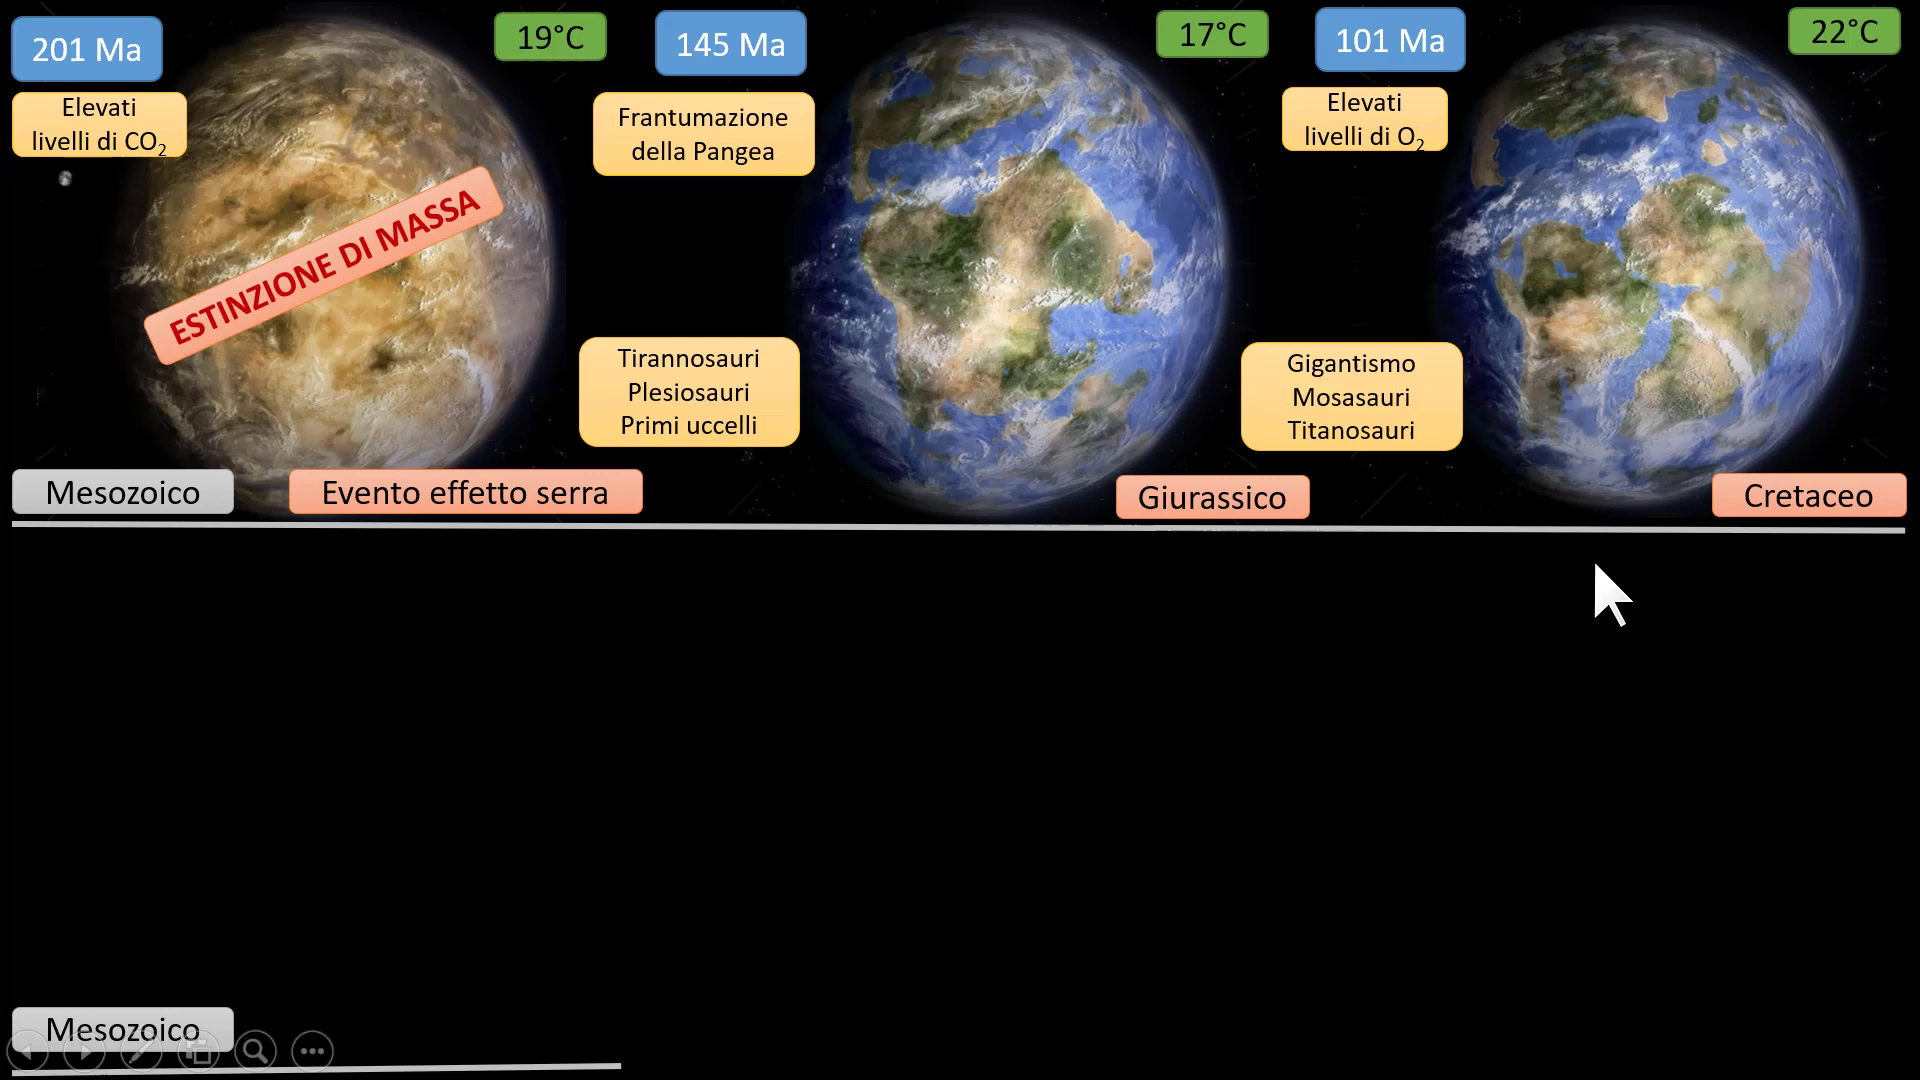 201 Ma
19°C
Elevati
livelli di CO₂
ESTINZIONE DI MASSA
Mesozoico
Evento effetto serra
145 Ma
17°C
Frantumazione
della Pangea
Tirannosauri
Plesiosauri
Primi uccelli
Giurassico
101 Ma
22°C
Elevati
livelli di O₂
Gigantismo
Mosasauri
Titanosauri
Cretaceo
Mesozoico